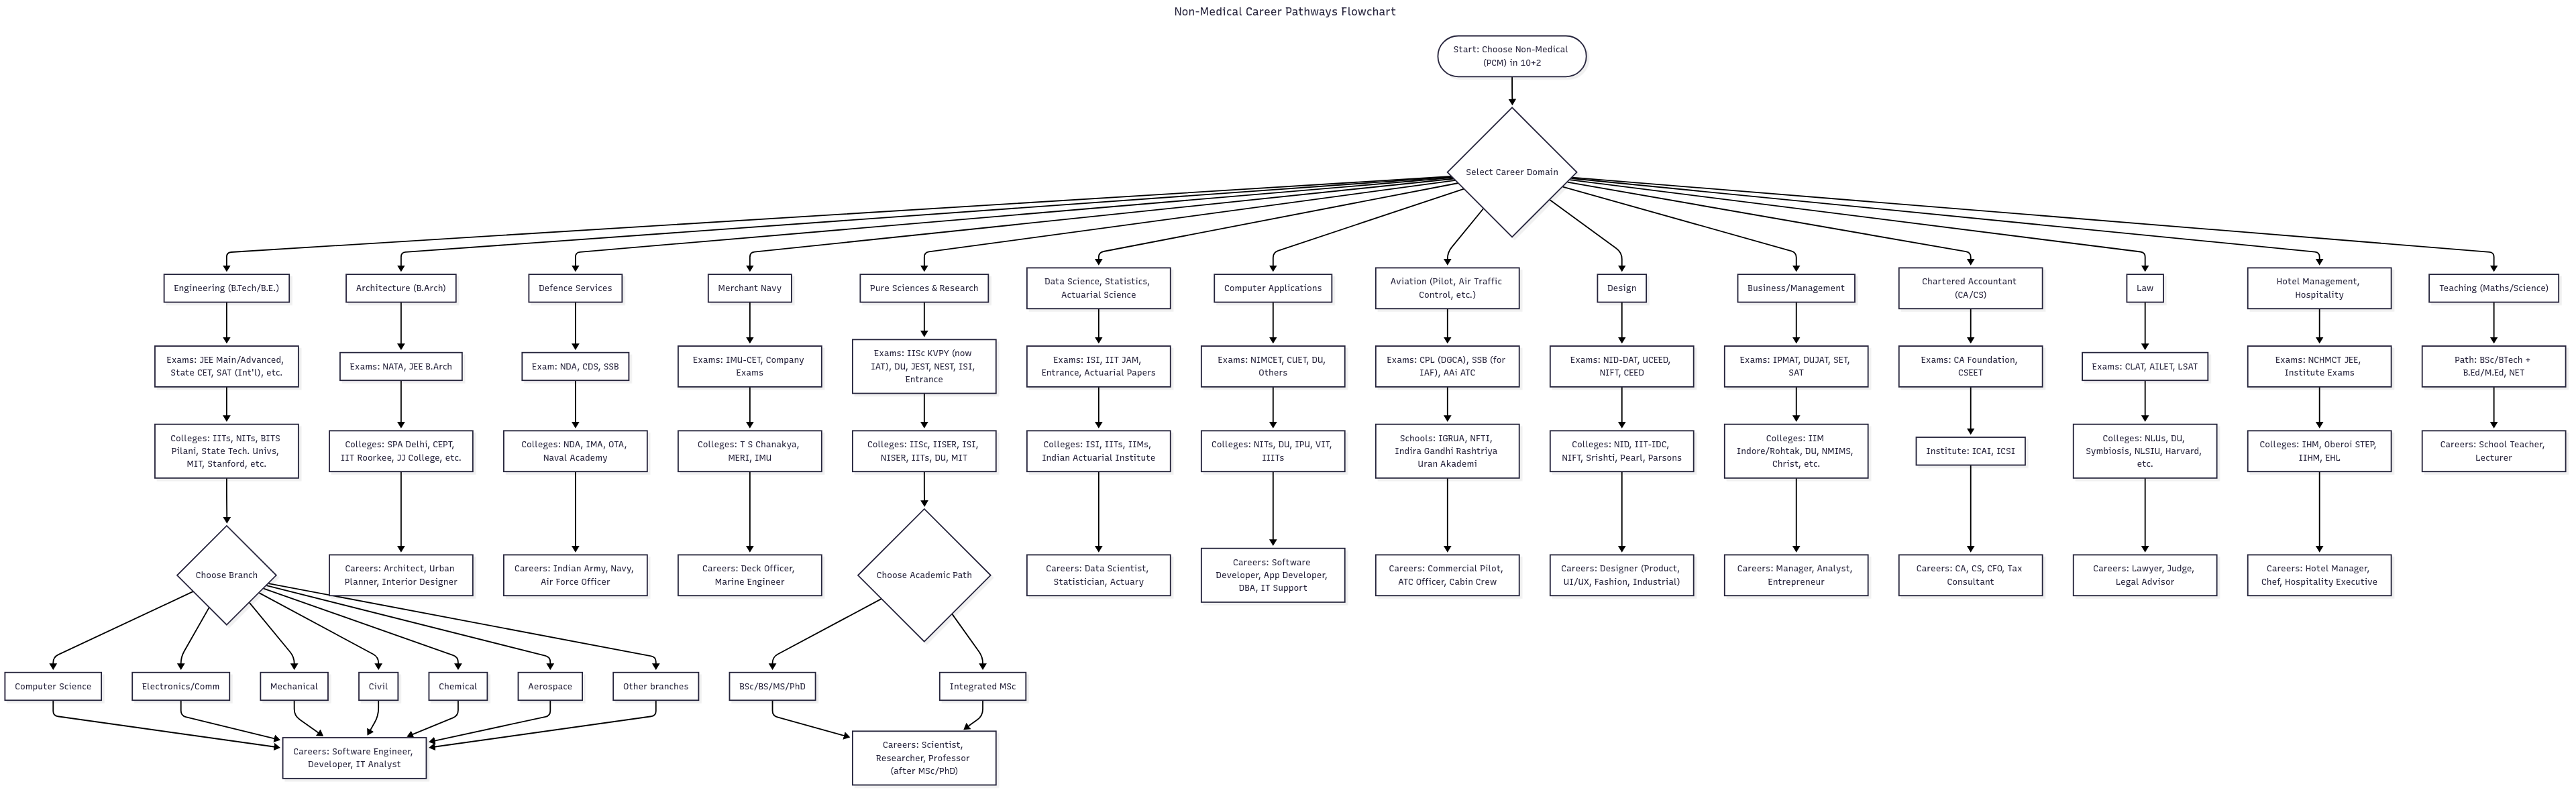 Non-Medical Career Pathways Flowchart
Start: Choose Non-Medical
(PCM) in 10+2
Select Career Domain
Engineering (B.Tech/B.E.)
Architecture (B.Arch)
Defence Services
Merchant Navy
Pure Sciences & Research
Data Science, Statistics,
Actuarial Science
Computer Applications
Aviation (Pilot, Air Traffic
Control, etc.)
Design
Business/Management
Chartered Accountant
(CA/CS)
Law
Hotel Management,
Hospitality
Teaching (Maths/Science)
Exams: JEE Main/Advanced,
State CET, SAT (Int'l), etc.
Exams: NATA, JEE B.Arch
Exam: NDA, CDS, SSB
Exams: IMU-CET, Company
Exams
Exams: IISc KVPY (now
IAT), DU, JEST, NEST, ISI,
Entrance
Exams: ISI, IIT JAM,
Entrance, Actuarial Papers
Exams: NIMCET, CUET, DU,
Others
Exams: CPL (DGCA), SSB (for
IAF), AAi ATC
Exams: NID-DAT, UCEED,
NIFT, CEED
Exams: IPMAT, DUJAT, SET,
SAT
Exams: CA Foundation,
CSEET
Exams: CLAT, AILET, LSAT
Exams: NCHMCT JEE,
Institute Exams
Path: BSc/BTech +
B.Ed/M.Ed, NET
Colleges: IITs, NITs, BITS
Pilani, State Tech. Univs,
MIT, Stanford, etc.
Colleges: SPA Delhi, CEPT,
IIT Roorkee, JJ College, etc.
Colleges: NDA, IMA, OTA,
Naval Academy
Colleges: T S Chanakya,
MERI, IMU
Colleges: IISc, IISER, ISI,
NISER, IITs, DU, MIT
Colleges: ISI, IITs, IIMs,
Indian Actuarial Institute
Colleges: NITs, DU, IPU, VIT,
IIITs
Schools: IGRUA, NFTI,
Indira Gandhi Rashtriya
Uran Akademi
Colleges: NID, IIT-IDC,
NIFT, Srishti, Pearl, Parsons
Colleges: IIM
Indore/Rohtak, DU, NMIMS,
Christ, etc.
Institute: ICAI, ICSI
Colleges: NLUs, DU,
Symbiosis, NLSIU, Harvard,
etc.
Colleges: IHM, Oberoi STEP,
IIHM, EHL
Careers: School Teacher,
Lecturer
Choose Branch
Careers: Architect, Urban
Planner, Interior Designer
Careers: Indian Army, Navy,
Air Force Officer
Careers: Deck Officer,
Marine Engineer
Choose Academic Path
Careers: Data Scientist,
Statistician, Actuary
Careers: Software
Developer, App Developer,
DBA, IT Support
Careers: Commercial Pilot,
ATC Officer, Cabin Crew
Careers: Designer (Product,
UI/UX, Fashion, Industrial)
Careers: Manager, Analyst,
Entrepreneur
Careers: CA, CS, CFO, Tax
Consultant
Careers: Lawyer, Judge,
Legal Advisor
Careers: Hotel Manager,
Chef, Hospitality Executive
Computer Science
Electronics/Comm
Mechanical
Civil
Chemical
Aerospace
Other branches
BSc/BS/MS/PhD
Integrated MSc
Careers: Software Engineer,
Developer, IT Analyst
Careers: Scientist,
Researcher, Professor
(after MSc/PhD)